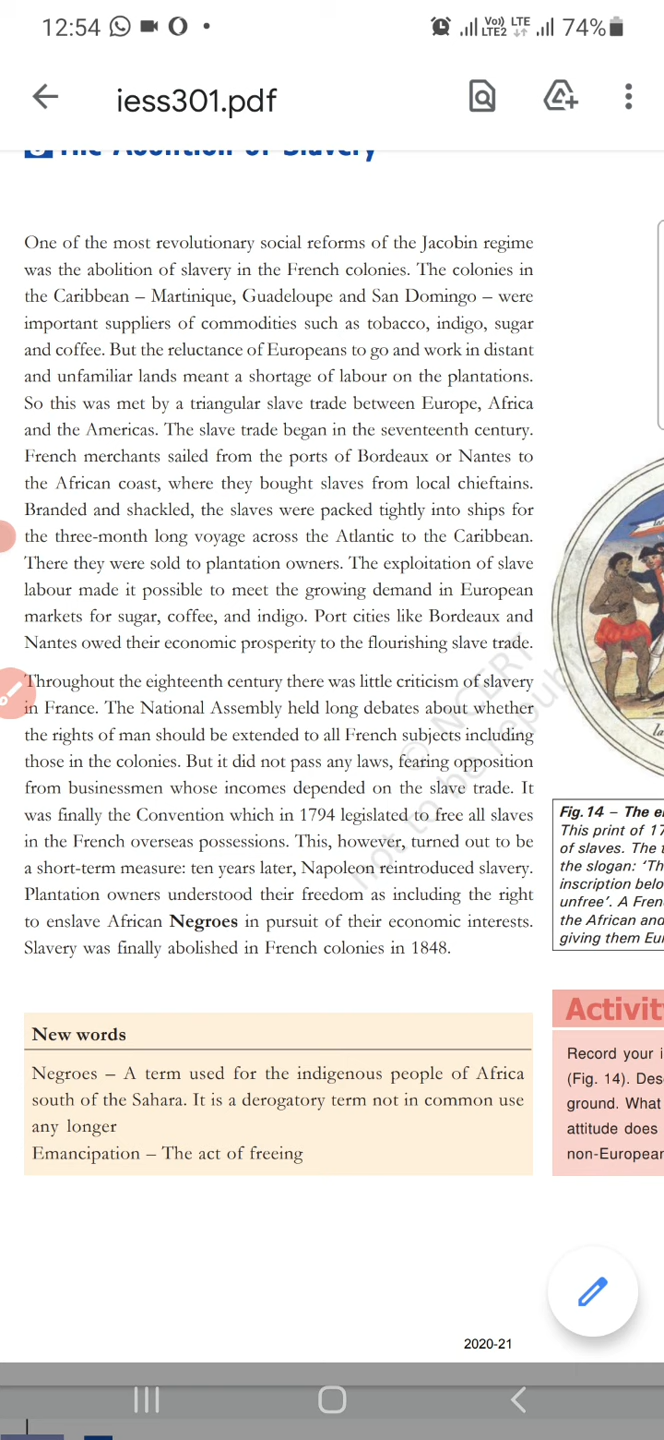 12:54
Vo)) LTE
LTE2
74%
iess301.pdf
The Abolition of Slavery
One of the most revolutionary social reforms of the Jacobin regime
was the abolition of slavery in the French colonies. The colonies in
the Caribbean – Martinique, Guadeloupe and San Domingo – were
important suppliers of commodities such as tobacco, indigo, sugar
and coffee. But the reluctance of Europeans to go and work in distant
and unfamiliar lands meant a shortage of labour on the plantations.
So this was met by a triangular slave trade between Europe, Africa
and the Americas. The slave trade began in the seventeenth century.
French merchants sailed from the ports of Bordeaux or Nantes to
the African coast, where they bought slaves from local chieftains.
Branded and shackled, the slaves were packed tightly into ships for
the three-month long voyage across the Atlantic to the Caribbean.
There they were sold to plantation owners. The exploitation of slave
labour made it possible to meet the growing demand in European
markets for sugar, coffee, and indigo. Port cities like Bordeaux and
Nantes owed their economic prosperity to the flourishing slave trade.
Throughout the eighteenth century there was little criticism of slavery
in France. The National Assembly held long debates about whether
the rights of man should be extended to all French subjects including
those in the colonies. But it did not pass any laws, fearing opposition
from businessmen whose incomes depended on the slave trade. It
was finally the Convention which in 1794 legislated to free all slaves
in the French overseas possessions. This, however, turned out to be
a short-term measure: ten years later, Napoleon reintroduced slavery.
Plantation owners understood their freedom as including the right
to enslave African Negroes in pursuit of their economic interests.
Slavery was finally abolished in French colonies in 1848.
© NCERT
not to be republi
la
Fig.14 – The e
This print of 17
of slaves. The t
the slogan: ‘Th
inscription belo
unfree’. A Fren
the African and
giving them Eur
New words
Negroes – A term used for the indigenous people of Africa
south of the Sahara. It is a derogatory term not in common use
any longer
Emancipation – The act of freeing
Activit
Record your i
(Fig. 14). Des
ground. What
attitude does
non-European
2020-21